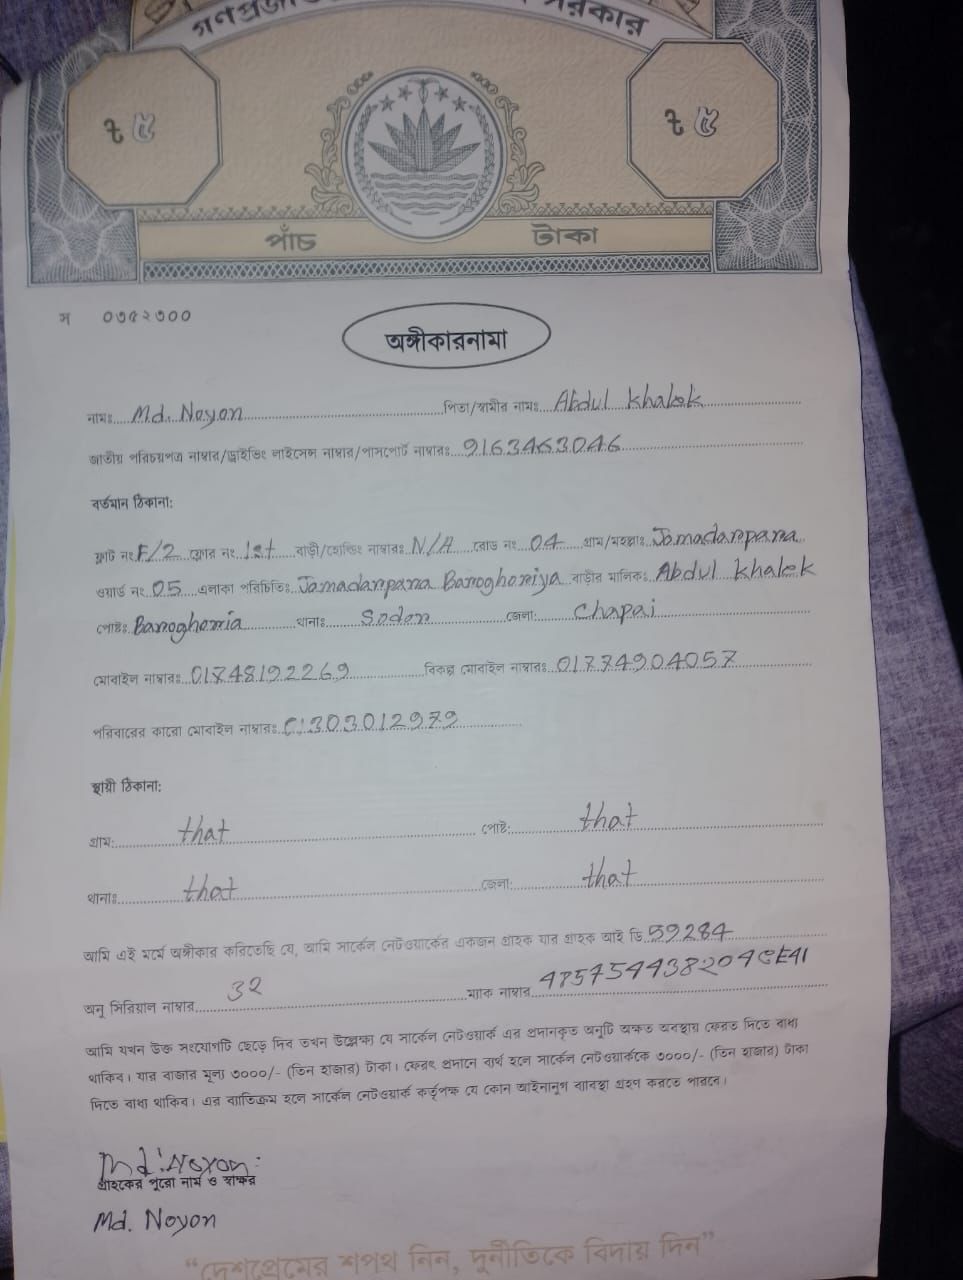 ৳ ৫ ৳ ৫
পাঁচ টাকা
স ০৩৫২৩০০
অঙ্গীকারনামা
নামঃ Md. Noyon পিতা/স্বামীর নামঃ Abdul Khalek
জাতীয় পরিচয়পত্র নাম্বার/ড্রাইভিং লাইসেন্স নাম্বার/পাসপোর্ট নাম্বারঃ 9163463046
বর্তমান ঠিকানা:
ফ্লাট নং F/2 ফ্লোর নং 1st বাড়ী/হোল্ডিং নাম্বারঃ N/A রোড নং 04 গ্রাম/মহল্লাঃ Jamadarpara
ওয়ার্ড নং 05 এলাকা পরিচিতিঃ Jamadarpara Baroghoriya বাড়ীর মালিকঃ Abdul Khalek
পোষ্টঃ Baroghoria থানাঃ Sodor জেলা: Chapai
মোবাইল নাম্বারঃ 01748192269 বিকল্প মোবাইল নাম্বারঃ 01774904057
পরিবারের কারো মোবাইল নাম্বারঃ 01303012979
স্থায়ী ঠিকানা:
গ্রাম: that পোষ্ট: that
থানাঃ that জেলা: that
আমি এই মর্মে অঙ্গীকার করিতেছি যে, আমি সার্কেল নেটওয়ার্কের একজন গ্রাহক যার গ্রাহক আই ডি 59284
অনু সিরিয়াল নাম্বার 32 ম্যাক নাম্বার
আমি যখন উক্ত সংযোগটি ছেড়ে দিব তখন উল্লেক্ষ্য যে সার্কেল নেটওয়ার্ক এর প্রদানকৃত অনুটি অক্ষত অবস্থায় ফেরত দিতে বাধ্য
থাকিব। যার বাজার মূল্য ৩০০০/- (তিন হাজার) টাকা। ফেরৎ প্রদানে ব্যর্থ হলে সার্কেল নেটওয়ার্ককে ৩০০০/- (তিন হাজার) টাকা
দিতে বাধ্য থাকিব। এর ব্যাতিক্রম হলে সার্কেল নেটওয়ার্ক কর্তৃপক্ষ যে কোন আইনানুগ ব্যাবস্থা গ্রহণ করতে পারবে।
Md. Noyon
গ্রাহকের পুরো নাম ও স্বাক্ষর
Md. Noyon
“দেশপ্রেমের শপথ নিন, দুর্নীতিকে বিদায় দিন”